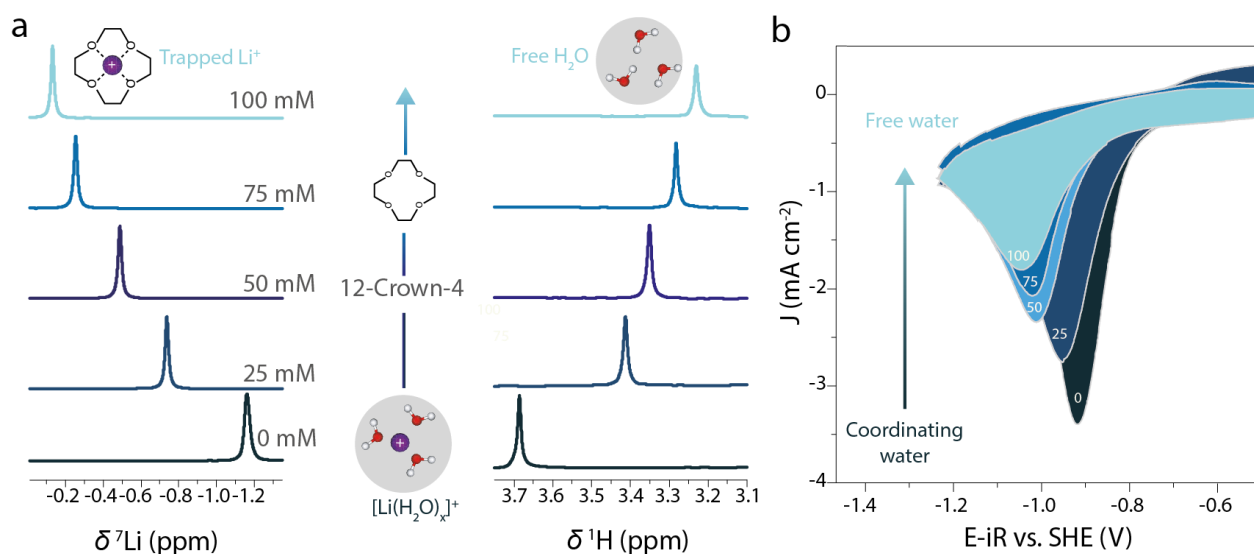 a
Trapped Li⁺
O O
+
O O
100 mM
75 mM
50 mM
25 mM
0 mM
-0.2 -0.4 -0.6 -0.8 -1.0 -1.2
δ ⁷Li (ppm)
O O
O O
12-Crown-4
+
[Li(H₂O)ₓ]⁺
Free H₂O
100
75
3.7 3.6 3.5 3.4 3.3 3.2 3.1
δ ¹H (ppm)
b
0
-1
-2
-3
-4
J (mA cm⁻²)
Free water
Coordinating
water
100
75
50
25
0
-1.4 -1.2 -1.0 -0.8 -0.6
E-iR vs. SHE (V)